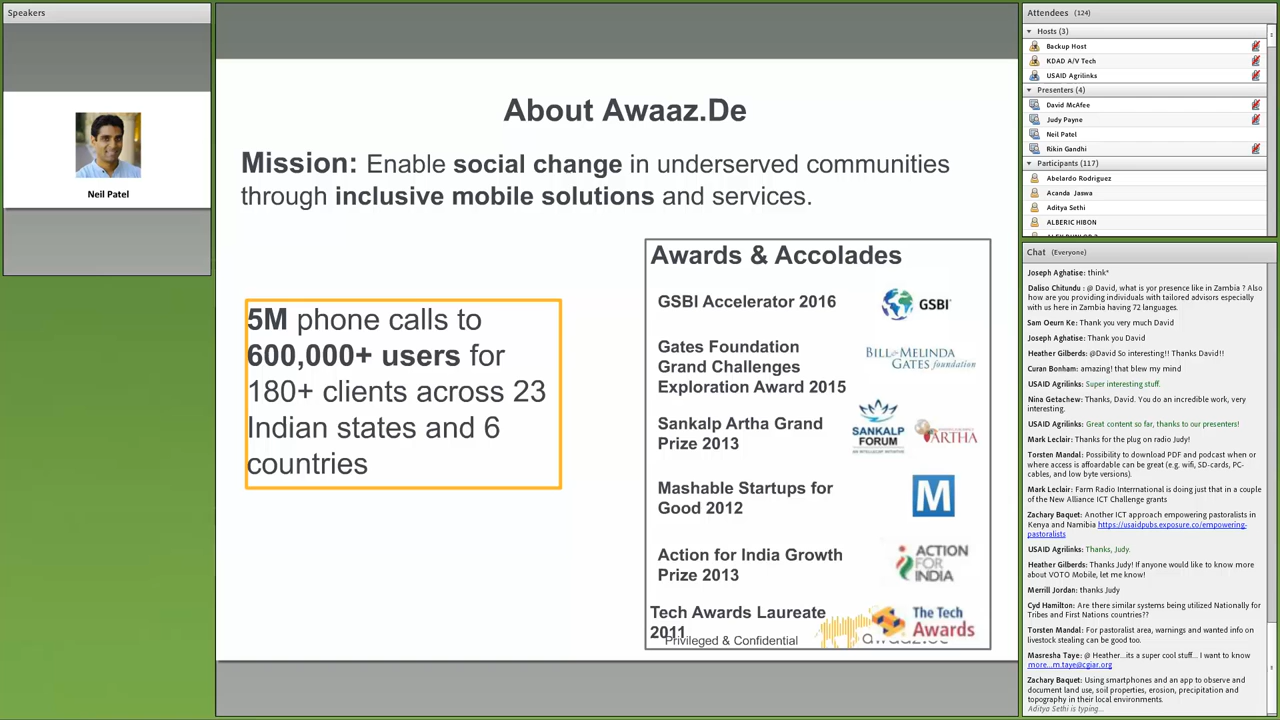 Speakers
Neil Patel
About Awaaz.De
Mission: Enable social change in underserved communities
through inclusive mobile solutions and services.
5M phone calls to
600,000+ users for
180+ clients across 23
Indian states and 6
countries
Awards & Accolades
GSBI Accelerator 2016
GSBI
Gates Foundation
Grand Challenges
Exploration Award 2015
BILL & MELINDA
GATES foundation
Sankalp Artha Grand
Prize 2013
SANKALP
FORUM
ARTHA
Mashable Startups for
Good 2012
M
Action for India Growth
Prize 2013
ACTION
FOR
INDIA
Tech Awards Laureate
2011
The Tech
Awards
Privileged & Confidential
Attendees (124)
Hosts (3)
Backup Host
KDAD A/V Tech
USAID Agrilinks
Presenters (4)
David McAfee
Judy Payne
Neil Patel
Rikin Gandhi
Participants (117)
Abelardo Rodriguez
Acanda Jaswa
Aditya Sethi
ALBERIC HIBON
Chat (Everyone)
Joseph Aghatise: think*
Daliso Chitundu : @ David, what is yor presence like in Zambia ? Also
how are you providing individuals with tailored advisors especially
with us here in Zambia having 72 languages.
Sam Oeurn Ke: Thank you very much David
Joseph Aghatise: Thank you David
Heather Gilberds: @David So interesting!! Thanks David!!
Curan Bonham: amazing! that blew my mind
USAID Agrilinks: Super interesting stuff.
Nina Getachew: Thanks, David. You do an incredible work, very
interesting.
USAID Agrilinks: Great content so far, thanks to our presenters!
Mark Leclair: Thanks for the plug on radio Judy!
Torsten Mandal: Possibility to download PDF and podcast when or
where access is affoardable can be great (e.g. wifi, SD-cards, PC-
cables, and low byte versions).
Mark Leclair: Farm Radio International is doing just that in a couple
of the New Alliance ICT Challenge grants
Zachary Baquet: Another ICT approach empowering pastoralists in
Kenya and Namibia https://usaidpubs.exposure.co/empowering-
pastoralists
USAID Agrilinks: Thanks, Judy.
Heather Gilberds: Thanks Judy! If anyone would like to know more
about VOTO Mobile, let me know!
Merrill Jordan: thanks Judy
Cyd Hamilton: Are there similar systems being utilized Nationally for
Tribes and First Nations countries??
Torsten Mandal: For pastoralist area, warnings and wanted info on
livestock stealing can be good too.
Masresha Taye: @ Heather...its a super cool stuff... I want to know
more...m.taye@cgiar.org
Zachary Baquet: Using smartphones and an app to observe and
document land use, soil properties, erosion, precipitation and
topography in their local environments.
Aditya Sethi is typing...